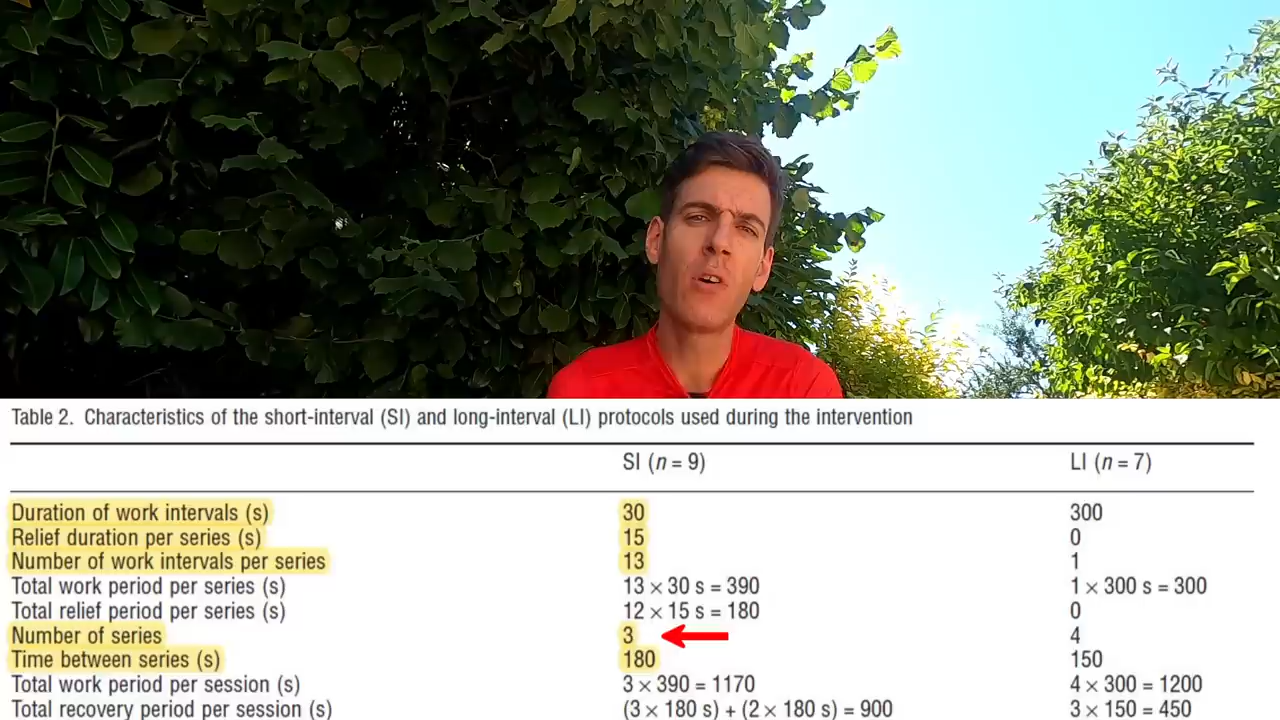 Table 2. Characteristics of the short-interval (SI) and long-interval (LI) protocols used during the intervention
SI (n = 9) LI (n = 7)
Duration of work intervals (s) 30 300
Relief duration per series (s) 15 0
Number of work intervals per series 13 1
Total work period per series (s) 13 × 30 s = 390 1 × 300 s = 300
Total relief period per series (s) 12 × 15 s = 180 0
Number of series 3 4
Time between series (s) 180 150
Total work period per session (s) 3 × 390 = 1170 4 × 300 = 1200
Total recovery period per session (s) (3 × 180 s) + (2 × 180 s) = 900 3 × 150 = 450